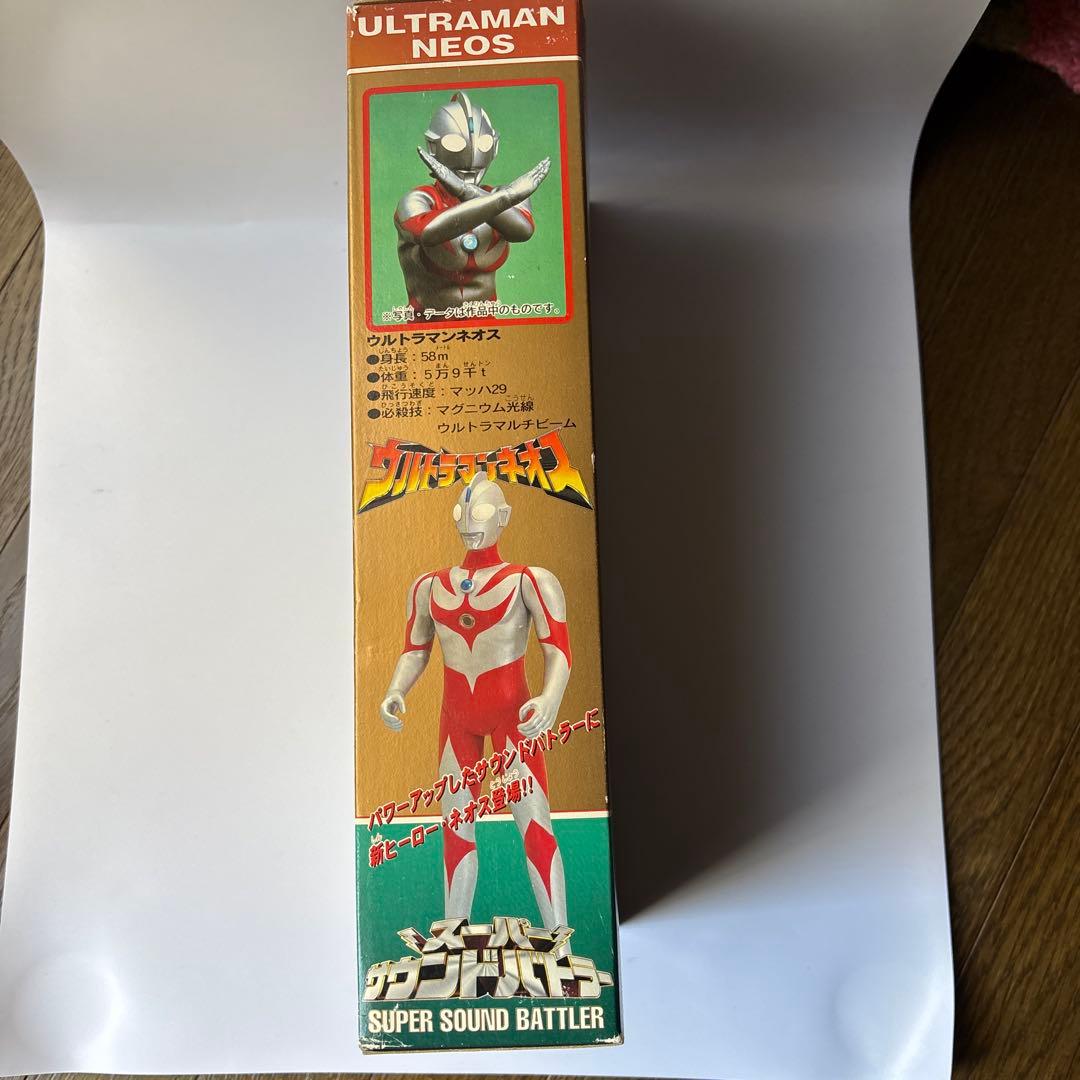 ULTRAMAN
NEOS
※写真・データは作品中のものです。
ウルトラマンネオス
●身長：58m
●体重：5万9千t
●飛行速度：マッハ29
●必殺技：マグニウム光線
ウルトラマルチビーム
ウルトラマンネオス
パワーアップしたサウンドバトラーに
新ヒーロー・ネオス登場!!
スーパー
サウンドバトラー
SUPER SOUND BATTLER